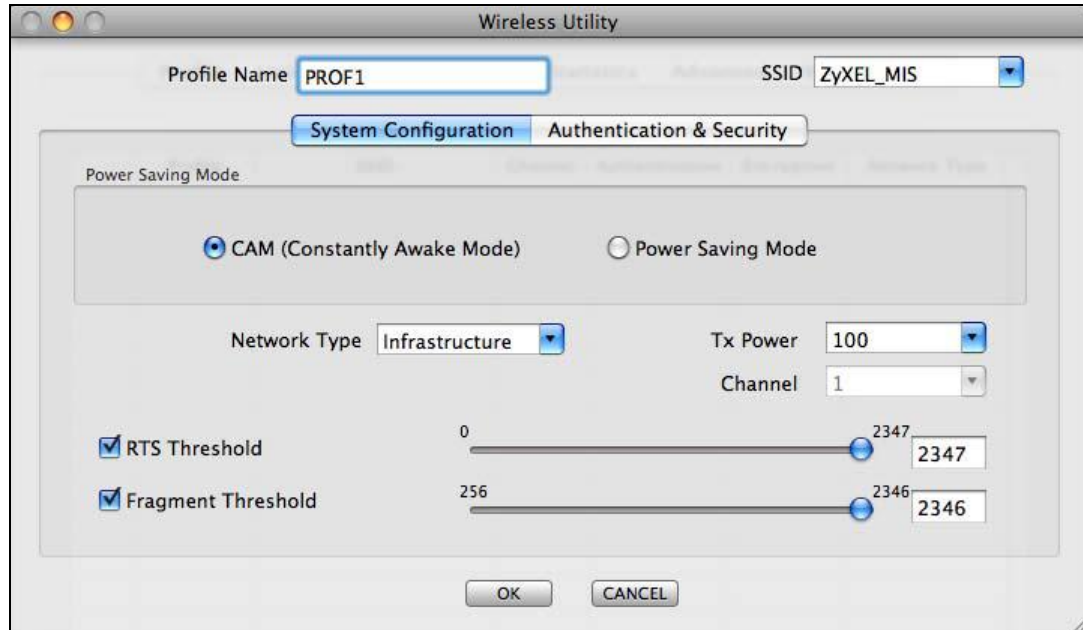 Wireless Utility
Profile Name PROF1 SSID ZyXEL_MIS
System Configuration Authentication & Security
Power Saving Mode
CAM (Constantly Awake Mode) Power Saving Mode
Network Type Infrastructure Tx Power 100
Channel 1
RTS Threshold 0 2347 2347
Fragment Threshold 256 2346 2346
OK CANCEL